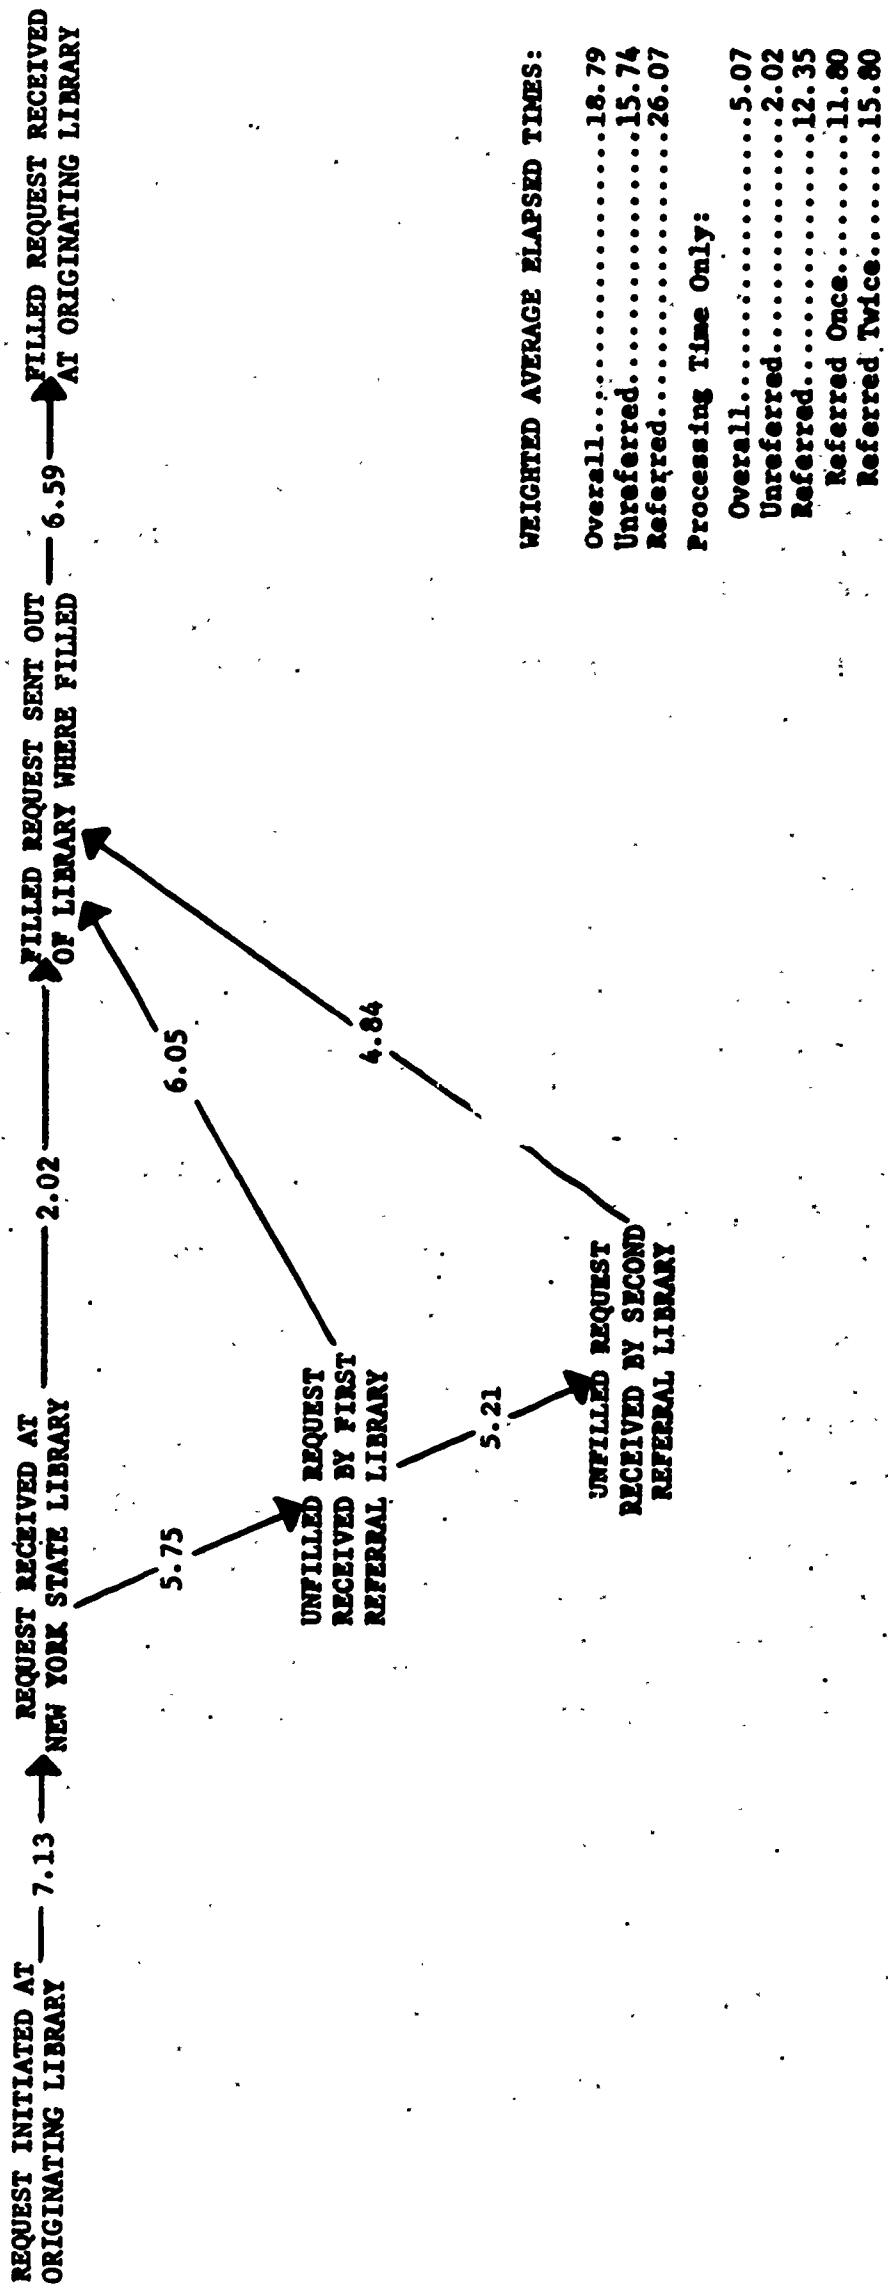 REQUEST INITIATED AT
ORIGINATING LIBRARY
7.13
REQUEST RECEIVED AT
NEW YORK STATE LIBRARY
2.02
FILLED REQUEST SENT OUT
OF LIBRARY WHERE FILLED
6.59
FILLED REQUEST RECEIVED
AT ORIGINATING LIBRARY
5.75
6.05
UNFILLED REQUEST
RECEIVED BY FIRST
REFERRAL LIBRARY
5.21
4.84
UNFILLED REQUEST
RECEIVED BY SECOND
REFERRAL LIBRARY
WEIGHTED AVERAGE ELAPSED TIMES:
Overall......................18.79
Unreferred...................15.74
Referred.....................26.07
Processing Time Only:
Overall......................5.07
Unreferred...................2.02
Referred.....................12.35
Referred Once................11.80
Referred Twice...............15.80